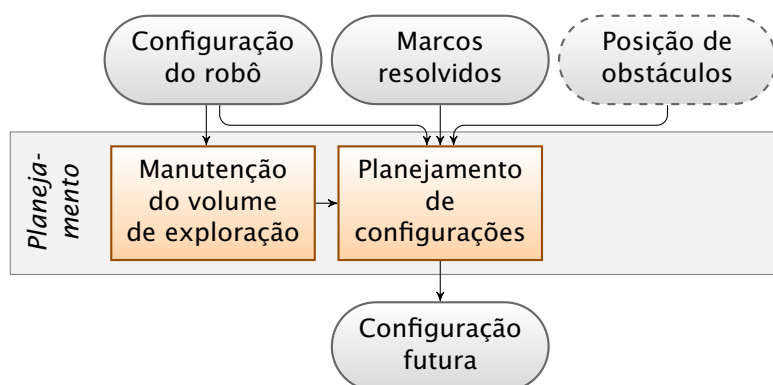 Configuração
do robô
Marcos
resolvidos
Posição de
obstáculos
Planeja-
mento
Manutenção
do volume
de exploração
Planejamento
de
configurações
Configuração
futura